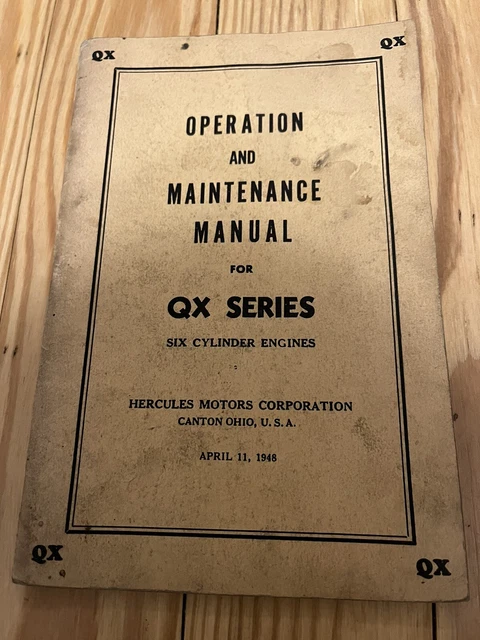 QX QX
OPERATION
AND
MAINTENANCE
MANUAL
FOR
QX SERIES
SIX CYLINDER ENGINES
HERCULES MOTORS CORPORATION
CANTON OHIO, U. S. A.
APRIL 11, 1946
QX QX